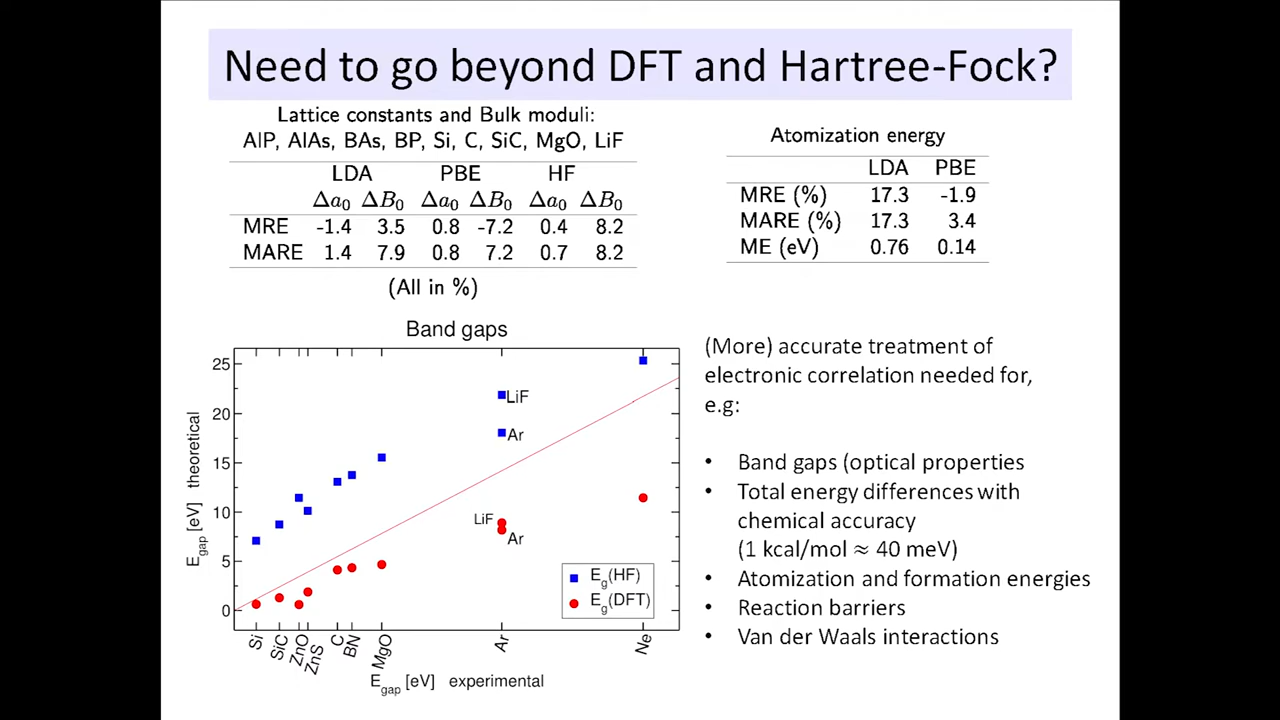 Need to go beyond DFT and Hartree-Fock?
Lattice constants and Bulk moduli:
AlP, AlAs, BAs, BP, Si, C, SiC, MgO, LiF
LDA PBE HF
Δa₀ ΔB₀ Δa₀ ΔB₀ Δa₀ ΔB₀
MRE -1.4 3.5 0.8 -7.2 0.4 8.2
MARE 1.4 7.9 0.8 7.2 0.7 8.2
(All in %)
Atomization energy
LDA PBE
MRE (%) 17.3 -1.9
MARE (%) 17.3 3.4
ME (eV) 0.76 0.14
Band gaps
E_gap [eV] theoretical
25
20
15
10
5
0
LiF
Ar
LiF
Ar
E_g(HF)
E_g(DFT)
Si SiC ZnO ZnS C BN MgO Ar Ne
E_gap [eV] experimental
(More) accurate treatment of
electronic correlation needed for,
e.g:
• Band gaps (optical properties
• Total energy differences with
chemical accuracy
(1 kcal/mol ≈ 40 meV)
• Atomization and formation energies
• Reaction barriers
• Van der Waals interactions